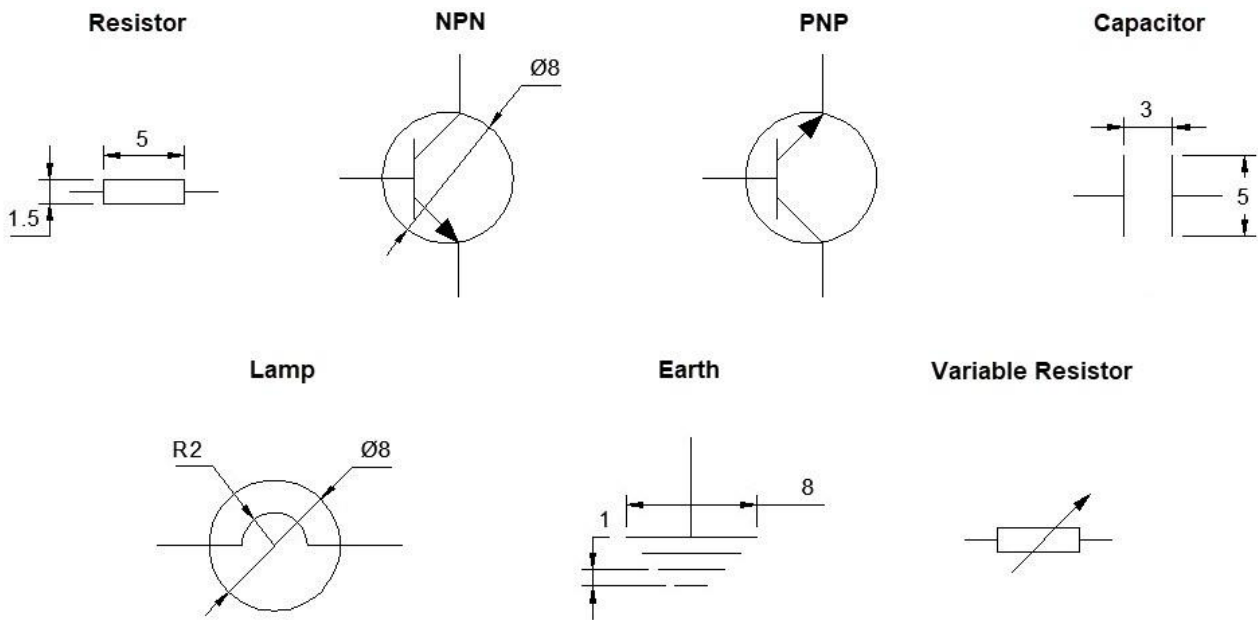 Resistor
NPN
PNP
Capacitor
Ø8
5
1.5
3
5
Lamp
Earth
Variable Resistor
R2
Ø8
8
1